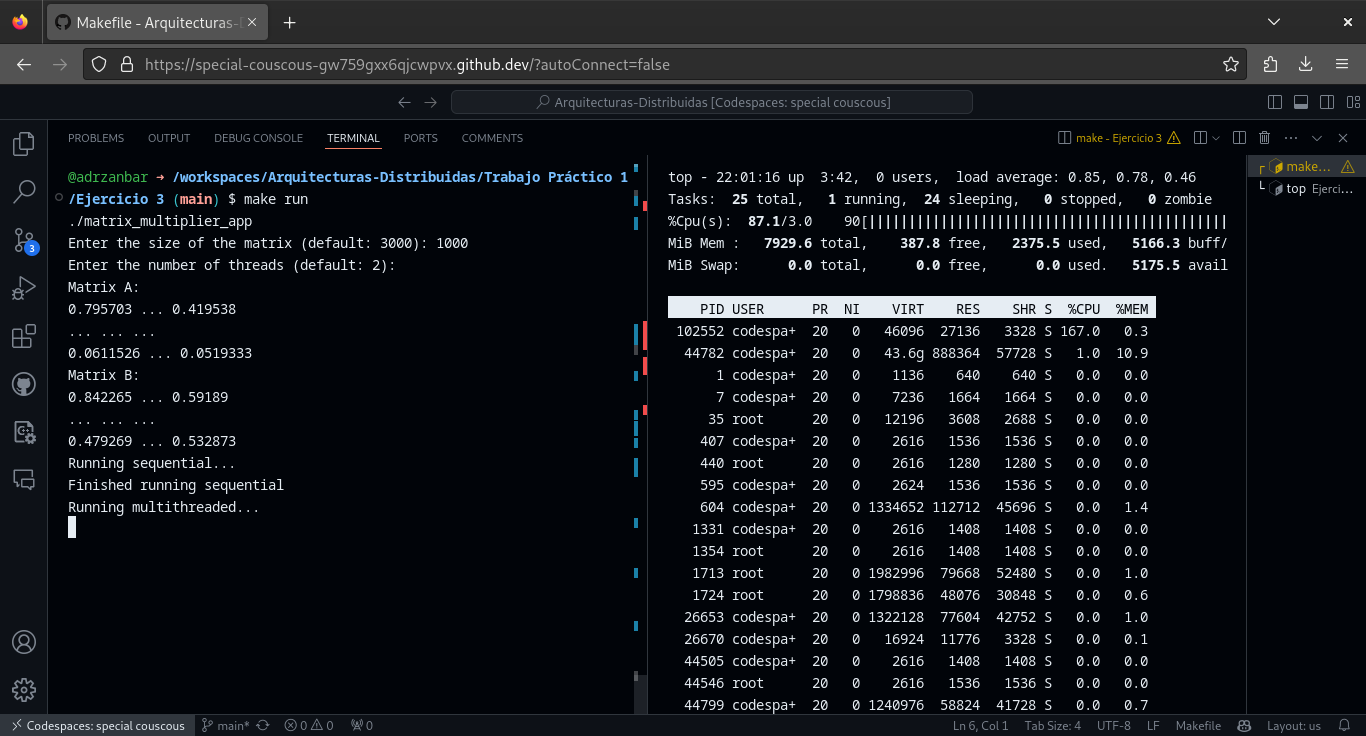 Makefile - Arquitecturas-D
https://special-couscous-gw759gxx6qjcwpvx.github.dev/?autoConnect=false
Arquitecturas-Distribuidas [Codespaces: special couscous]
PROBLEMS OUTPUT DEBUG CONSOLE TERMINAL PORTS COMMENTS
make - Ejercicio 3
@adrzanbar → /workspaces/Arquitecturas-Distribuidas/Trabajo Práctico 1
/Ejercicio 3 (main) $ make run
./matrix_multiplier_app
Enter the size of the matrix (default: 3000): 1000
Enter the number of threads (default: 2):
Matrix A:
0.795703 ... 0.419538
... ... ...
0.0611526 ... 0.0519333
Matrix B:
0.842265 ... 0.59189
... ... ...
0.479269 ... 0.532873
Running sequential...
Finished running sequential
Running multithreaded...
top - 22:01:16 up 3:42, 0 users, load average: 0.85, 0.78, 0.46
Tasks: 25 total, 1 running, 24 sleeping, 0 stopped, 0 zombie
%Cpu(s): 87.1/3.0 90[|||||||||||||||||||||||||||||||||||||||||||||
MiB Mem : 7929.6 total, 387.8 free, 2375.5 used, 5166.3 buff/
MiB Swap: 0.0 total, 0.0 free, 0.0 used. 5175.5 avail
PID USER PR NI VIRT RES SHR S %CPU %MEM
102552 codespa+ 20 0 46096 27136 3328 S 167.0 0.3
44782 codespa+ 20 0 43.6g 888364 57728 S 1.0 10.9
1 codespa+ 20 0 1136 640 640 S 0.0 0.0
7 codespa+ 20 0 7236 1664 1664 S 0.0 0.0
35 root 20 0 12196 3608 2688 S 0.0 0.0
407 codespa+ 20 0 2616 1536 1536 S 0.0 0.0
440 root 20 0 2616 1280 1280 S 0.0 0.0
595 codespa+ 20 0 2624 1536 1536 S 0.0 0.0
604 codespa+ 20 0 1334652 112712 45696 S 0.0 1.4
1331 codespa+ 20 0 2616 1408 1408 S 0.0 0.0
1354 root 20 0 2616 1408 1408 S 0.0 0.0
1713 root 20 0 1982996 79668 52480 S 0.0 1.0
1724 root 20 0 1798836 48076 30848 S 0.0 0.6
26653 codespa+ 20 0 1322128 77604 42752 S 0.0 1.0
26670 codespa+ 20 0 16924 11776 3328 S 0.0 0.1
44505 codespa+ 20 0 2616 1408 1408 S 0.0 0.0
44546 root 20 0 2616 1536 1536 S 0.0 0.0
44799 codespa+ 20 0 1240976 58824 41728 S 0.0 0.7
make...
top Ejerci...
3
Codespaces: special couscous main* 0 0 0 Ln 6, Col 1 Tab Size: 4 UTF-8 LF Makefile Layout: us